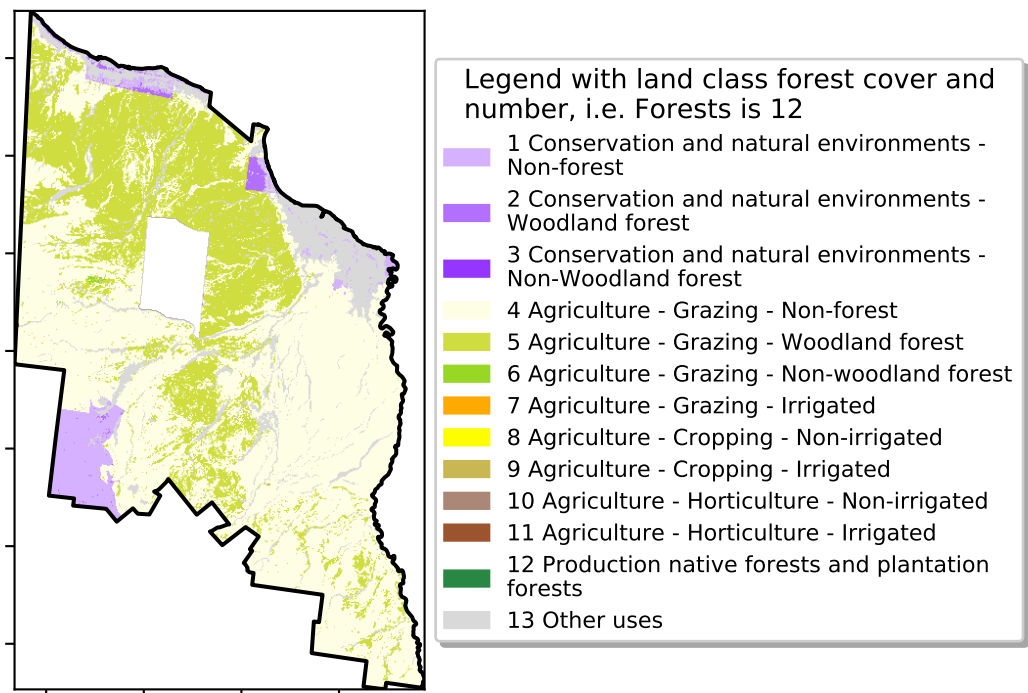 Legend with land class forest cover and
number, i.e. Forests is 12
1 Conservation and natural environments -
Non-forest
2 Conservation and natural environments -
Woodland forest
3 Conservation and natural environments -
Non-Woodland forest
4 Agriculture - Grazing - Non-forest
5 Agriculture - Grazing - Woodland forest
6 Agriculture - Grazing - Non-woodland forest
7 Agriculture - Grazing - Irrigated
8 Agriculture - Cropping - Non-irrigated
9 Agriculture - Cropping - Irrigated
10 Agriculture - Horticulture - Non-irrigated
11 Agriculture - Horticulture - Irrigated
12 Production native forests and plantation
forests
13 Other uses